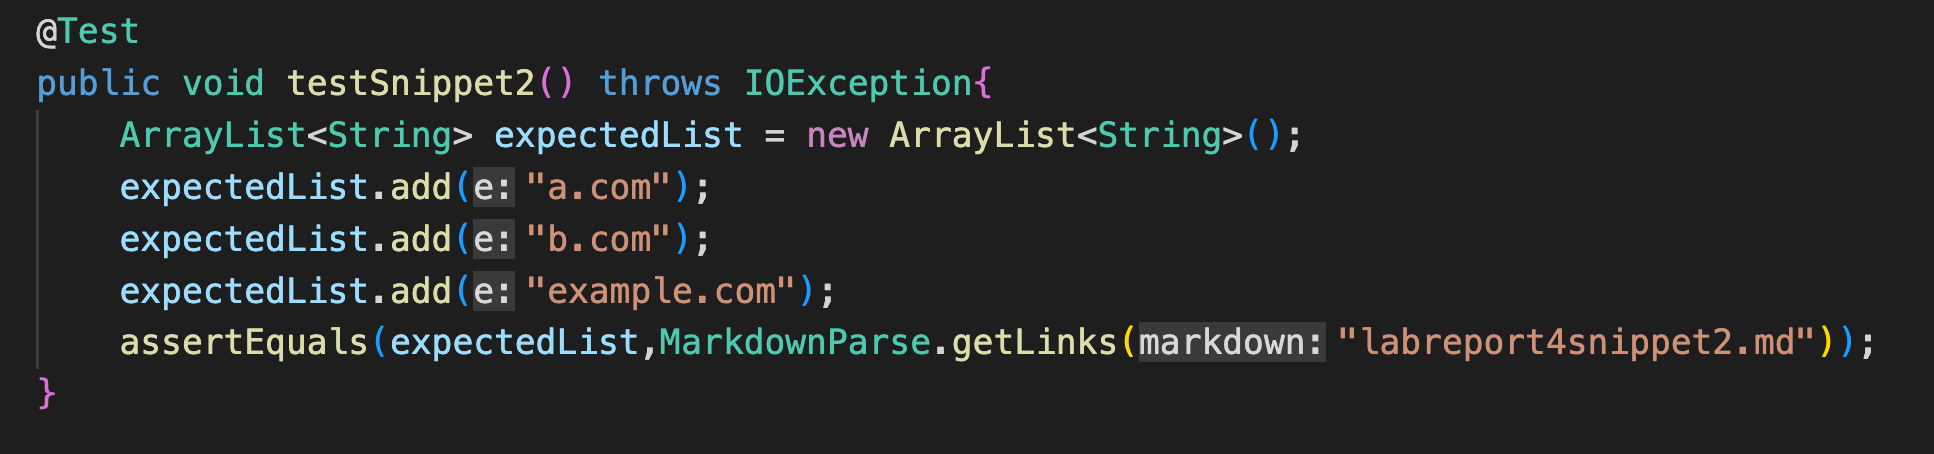 @Test
public void testSnippet2() throws IOException{
    ArrayList<String> expectedList = new ArrayList<String>();
    expectedList.add(e: "a.com");
    expectedList.add(e: "b.com");
    expectedList.add(e: "example.com");
    assertEquals(expectedList,MarkdownParse.getLinks(markdown: "labreport4snippet2.md"));
}